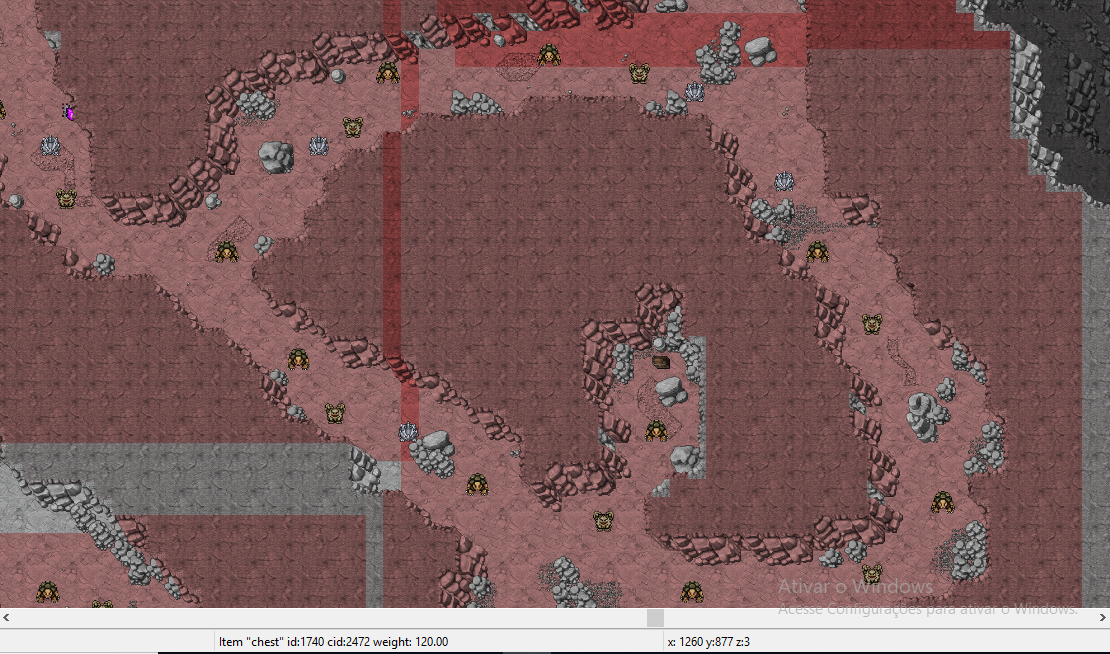 Ativar o Windows
Acesse Configurações para ativar o Windows.
Item "chest" id:1740 cid:2472 weight: 120.00
x: 1260 y:877 z:3